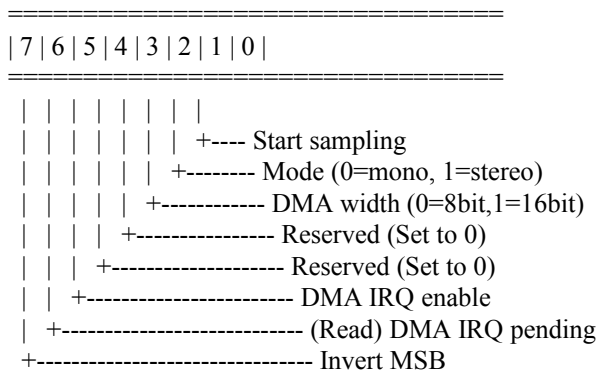 ==================================
| 7 | 6 | 5 | 4 | 3 | 2 | 1 | 0 |
==================================
| | | | | | | |
| | | | | | | +---- Start sampling
| | | | | | +-------- Mode (0=mono, 1=stereo)
| | | | | +------------ DMA width (0=8bit,1=16bit)
| | | | +---------------- Reserved (Set to 0)
| | | +-------------------- Reserved (Set to 0)
| | +------------------------ DMA IRQ enable
| +---------------------------- (Read) DMA IRQ pending
+-------------------------------- Invert MSB